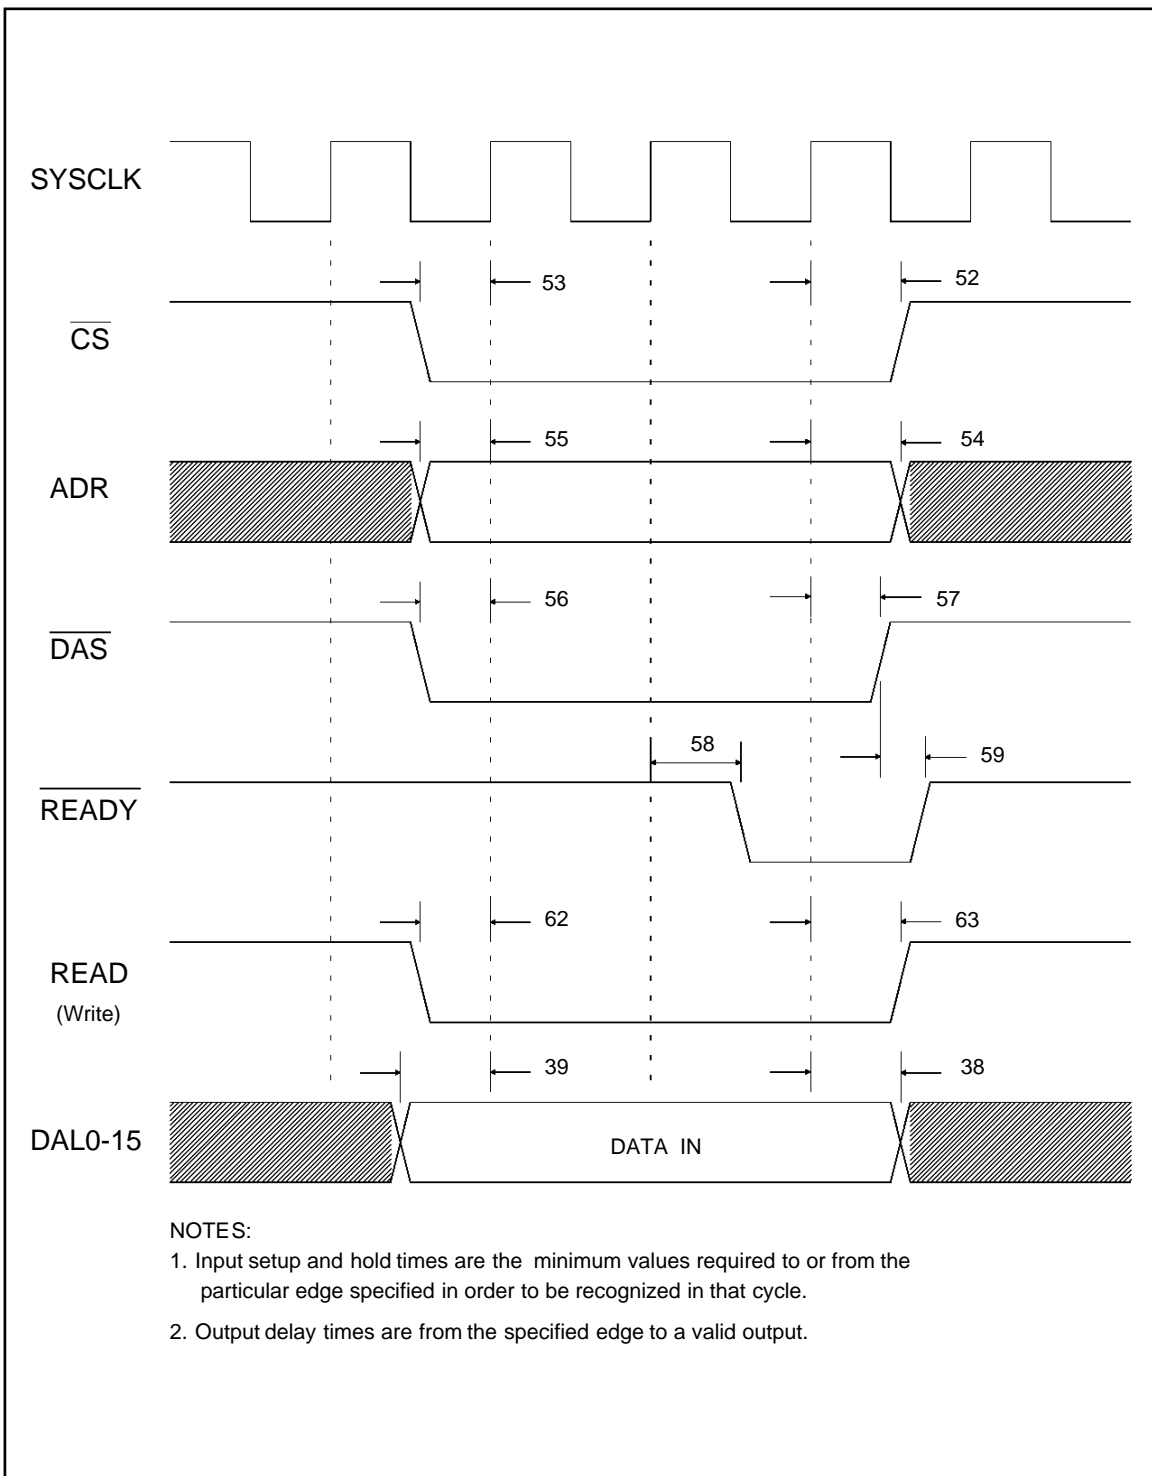 SYSCLK
53
52
CS
55
54
ADR
56
57
DAS
58
59
READY
62
63
READ
(Write)
39
38
DAL0-15
DATA IN
NOTES:
1. Input setup and hold times are the minimum values required to or from the
particular edge specified in order to be recognized in that cycle.
2. Output delay times are from the specified edge to a valid output.